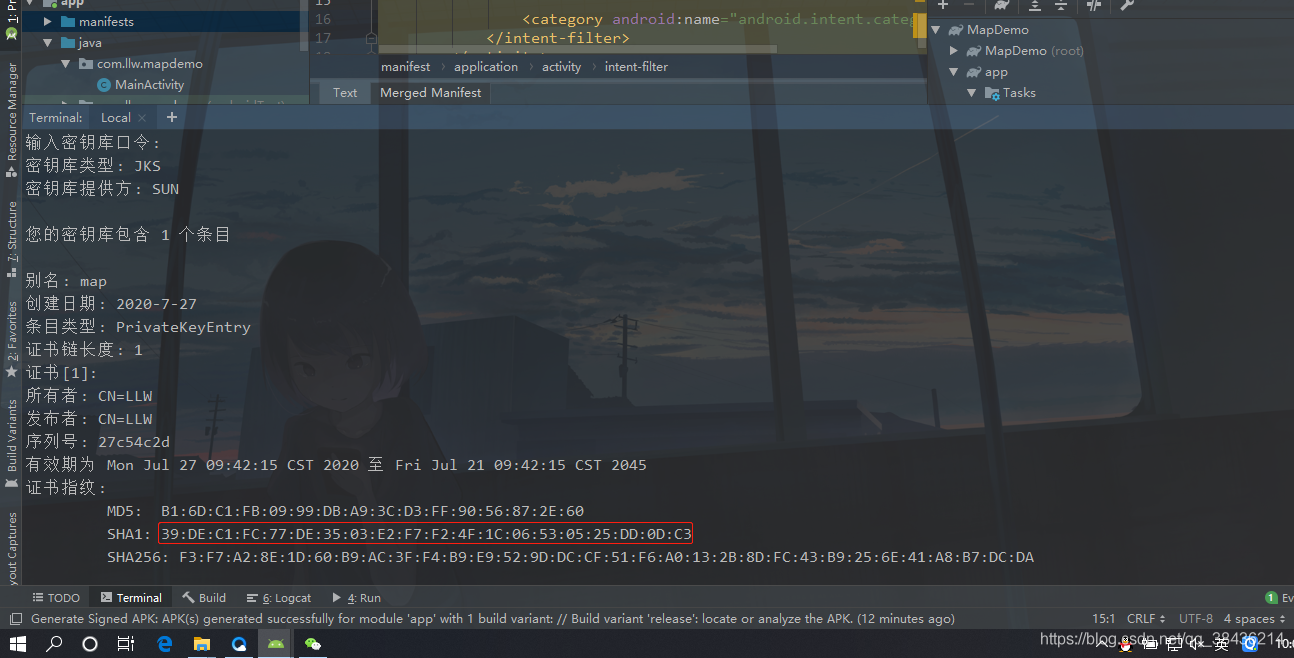 app
manifests
java
com.llw.mapdemo
MainActivity
15
16 <category android:name="android.intent.cate
17 </intent-filter>
manifest application activity intent-filter
Text Merged Manifest
MapDemo
MapDemo (root)
app
Tasks
Resource Manager
7: Structure
2: Favorites
Build Variants
Terminal: Local × +
输入密钥库口令:
密钥库类型: JKS
密钥库提供方: SUN
您的密钥库包含 1 个条目
别名: map
创建日期: 2020-7-27
条目类型: PrivateKeyEntry
证书链长度: 1
证书[1]:
所有者: CN=LLW
发布者: CN=LLW
序列号: 27c54c2d
有效期为 Mon Jul 27 09:42:15 CST 2020 至 Fri Jul 21 09:42:15 CST 2045
证书指纹:
MD5: B1:6D:C1:FB:09:99:DB:A9:3C:D3:FF:90:56:87:2E:60
SHA1: 39:DE:C1:FC:77:DE:35:03:E2:F7:F2:4F:1C:06:53:05:25:DD:0D:C3
SHA256: F3:F7:A2:8E:1D:60:B9:AC:3F:F4:B9:E9:52:9D:DC:CF:51:F6:A0:13:2B:8D:FC:43:B9:25:6E:41:A8:B7:DC:DA
yout Captures
TODO Terminal Build 6: Logcat 4: Run 1 Ev
Generate Signed APK: APK(s) generated successfully for module 'app' with 1 build variant: // Build variant 'release': locate or analyze the APK. (12 minutes ago) 15:1 CRLF UTF-8 4 spaces
https://blog.csdn.net/qq_38436214
英